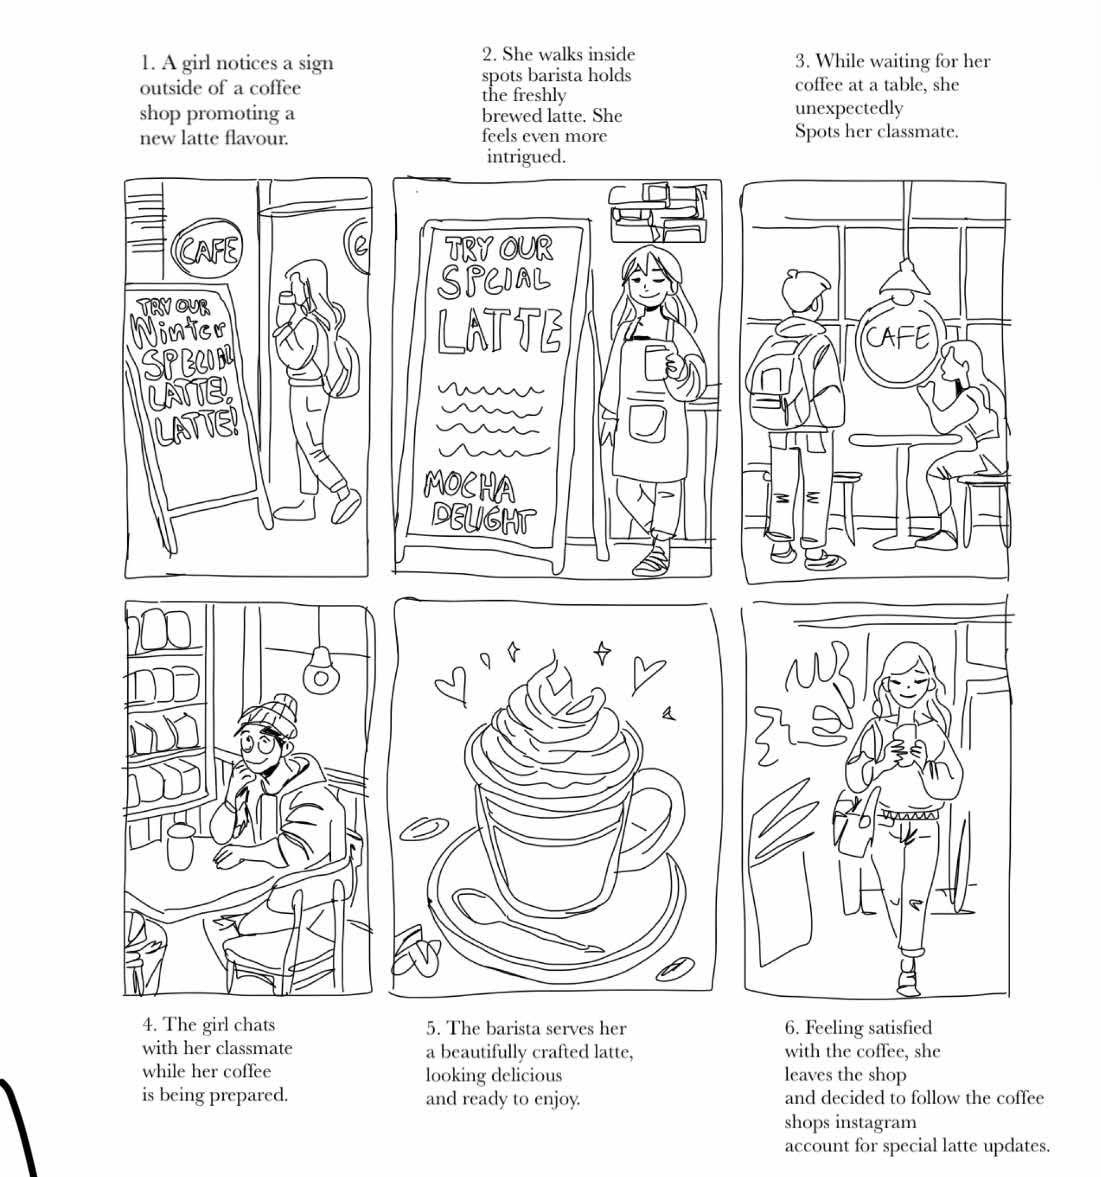 1. A girl notices a sign
outside of a coffee
shop promoting a
new latte flavour.
2. She walks inside
spots barista holds
the freshly
brewed latte. She
feels even more
intrigued.
3. While waiting for her
coffee at a table, she
unexpectedly
Spots her classmate.
CAFE
C
TRY OUR
Winter
SPECIAL
LATTE!
LATTE!
TRY OUR
SPCIAL
LATTE
MOCHA
DELIGHT
CAFE
4. The girl chats
with her classmate
while her coffee
is being prepared.
5. The barista serves her
a beautifully crafted latte,
looking delicious
and ready to enjoy.
6. Feeling satisfied
with the coffee, she
leaves the shop
and decided to follow the coffee
shops instagram
account for special latte updates.